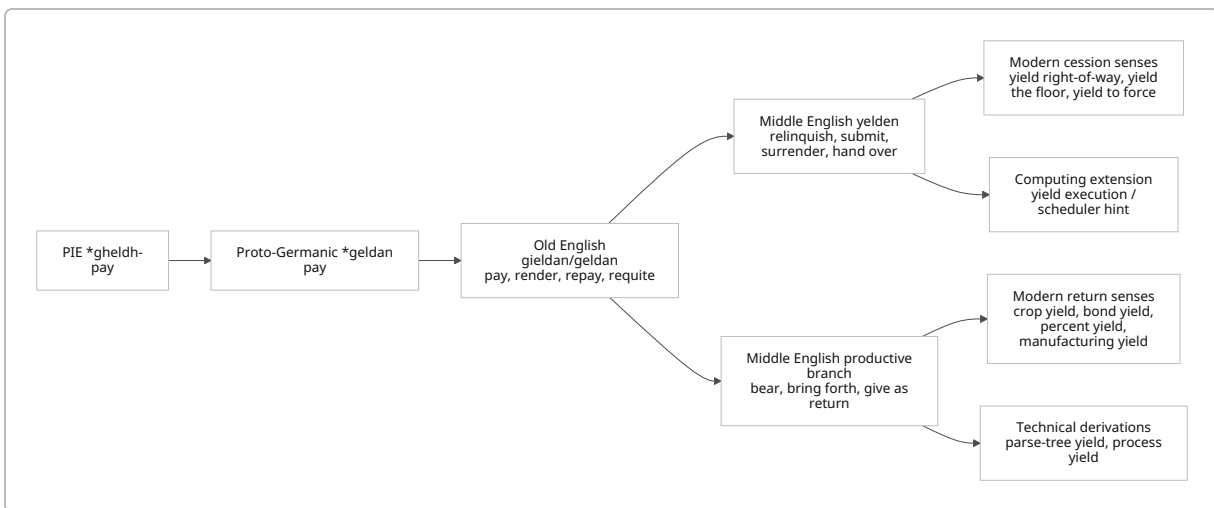 PIE *gheldh-
pay
Proto-Germanic *geldan
pay
Old English
gieldan/geldan
pay, render, repay, requite
Middle English yelden
relinquish, submit,
surrender, hand over
Middle English productive
branch
bear, bring forth, give as
return
Modern cession senses
yield right-of-way, yield
the floor, yield to force
Computing extension
yield execution /
scheduler hint
Modern return senses
crop yield, bond yield,
percent yield,
manufacturing yield
Technical derivations
parse-tree yield, process
yield